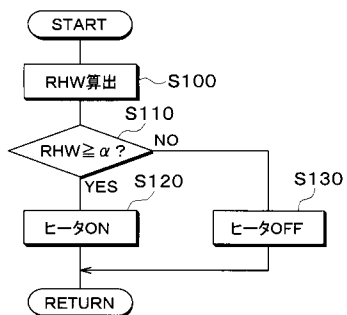 START
RHW算出
S100
S110
RHW≧α?
NO
YES
S120
S130
ヒータON
ヒータOFF
RETURN